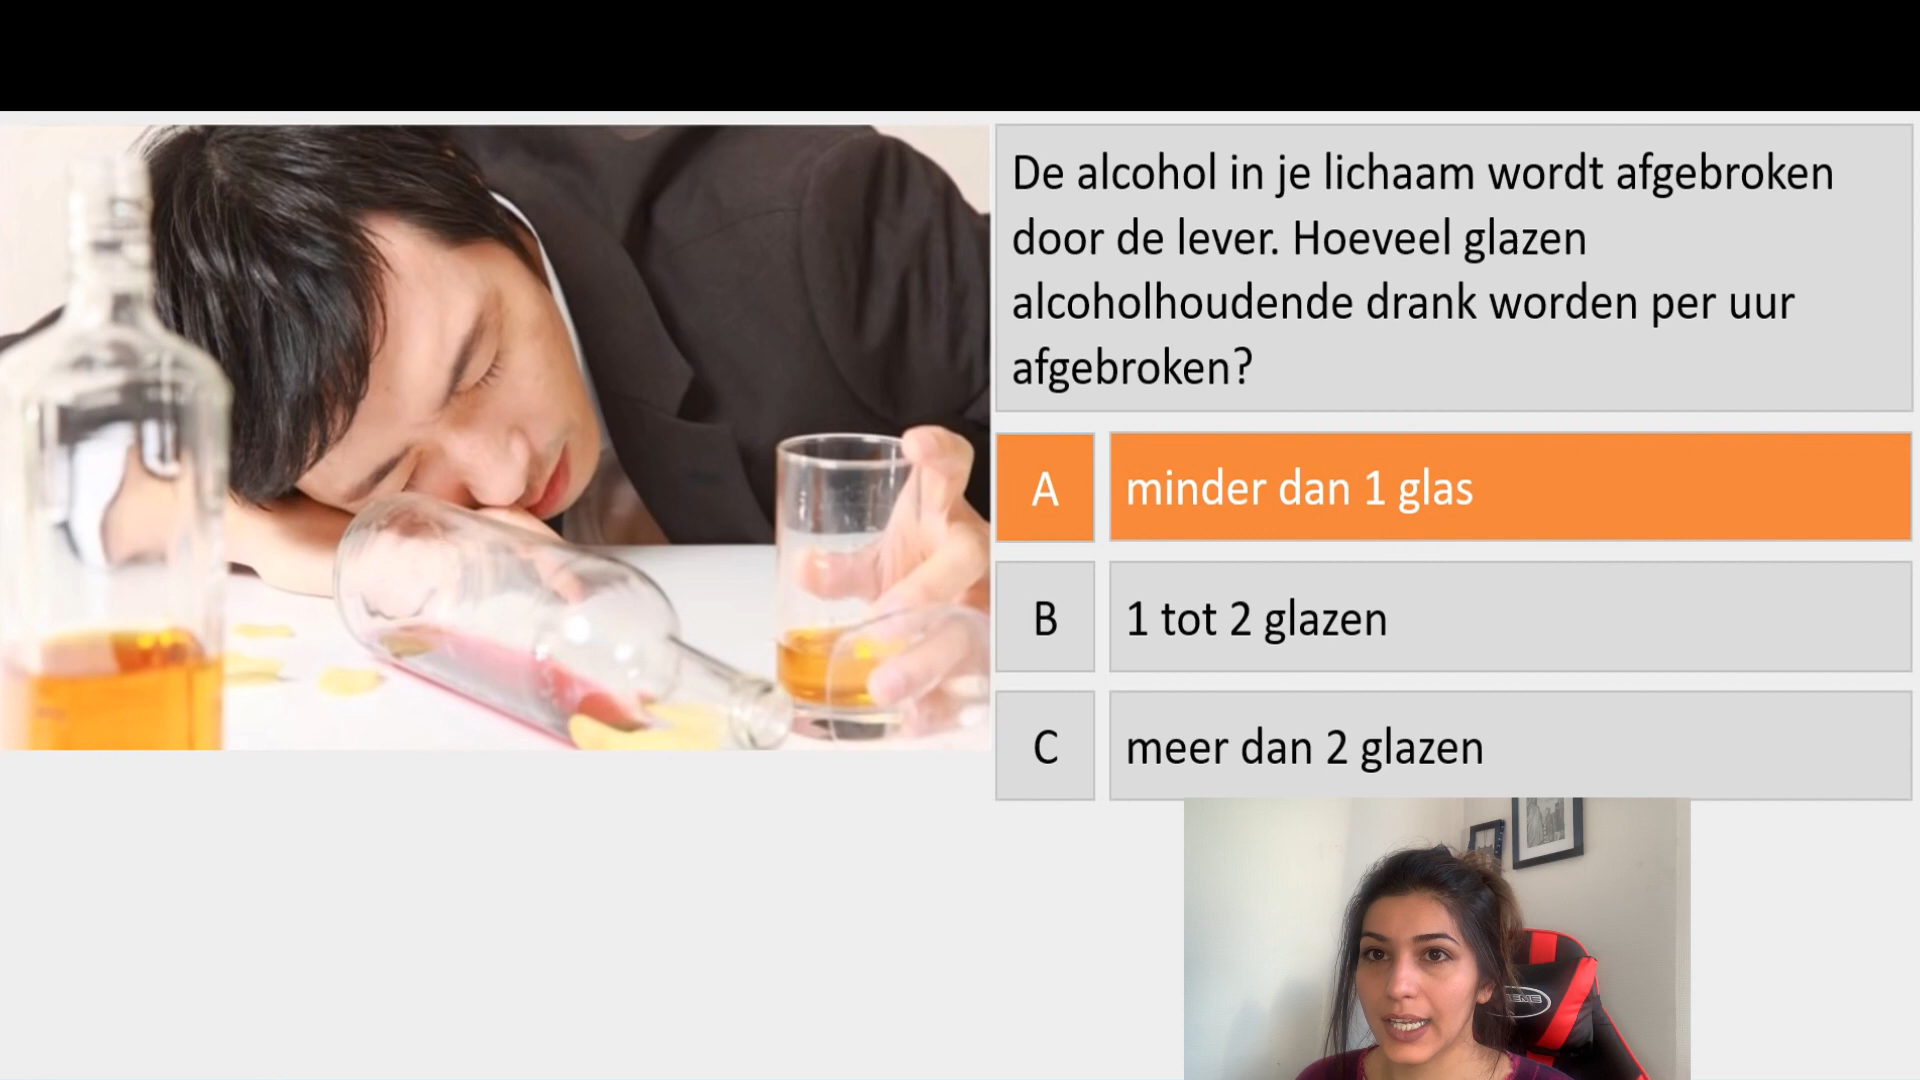 De alcohol in je lichaam wordt afgebroken
door de lever. Hoeveel glazen
alcoholhoudende drank worden per uur
afgebroken?
A minder dan 1 glas
B 1 tot 2 glazen
C meer dan 2 glazen